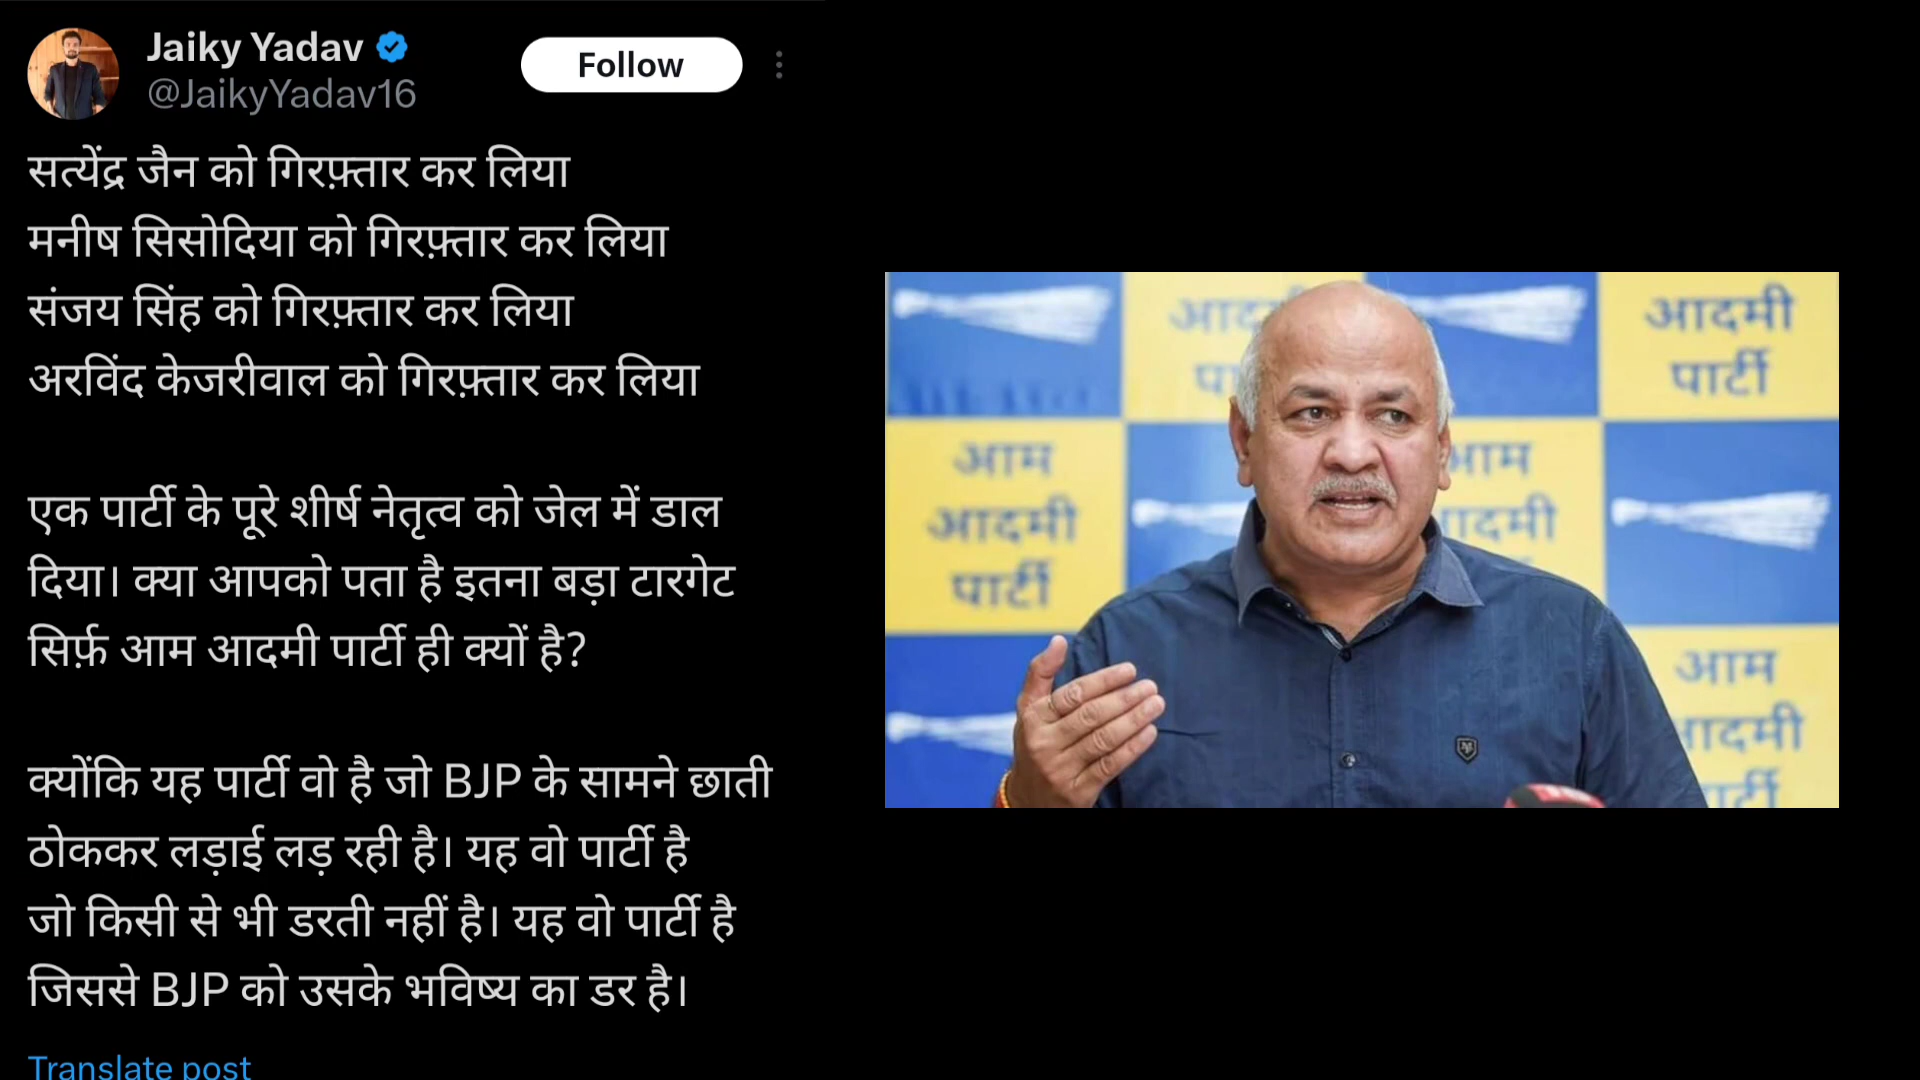 Jaiky Yadav
@JaikyYadav16
Follow
सत्येंद्र जैन को गिरफ़्तार कर लिया
मनीष सिसोदिया को गिरफ़्तार कर लिया
संजय सिंह को गिरफ़्तार कर लिया
अरविंद केजरीवाल को गिरफ़्तार कर लिया
एक पार्टी के पूरे शीर्ष नेतृत्व को जेल में डाल
दिया। क्या आपको पता है इतना बड़ा टारगेट
सिर्फ़ आम आदमी पार्टी ही क्यों है?
क्योंकि यह पार्टी वो है जो BJP के सामने छाती
ठोककर लड़ाई लड़ रही है। यह वो पार्टी है
जो किसी से भी डरती नहीं है। यह वो पार्टी है
जिससे BJP को उसके भविष्य का डर है।
Translate post
आदमी
पार्टी
आम
आदमी
पार्टी
आम
आम